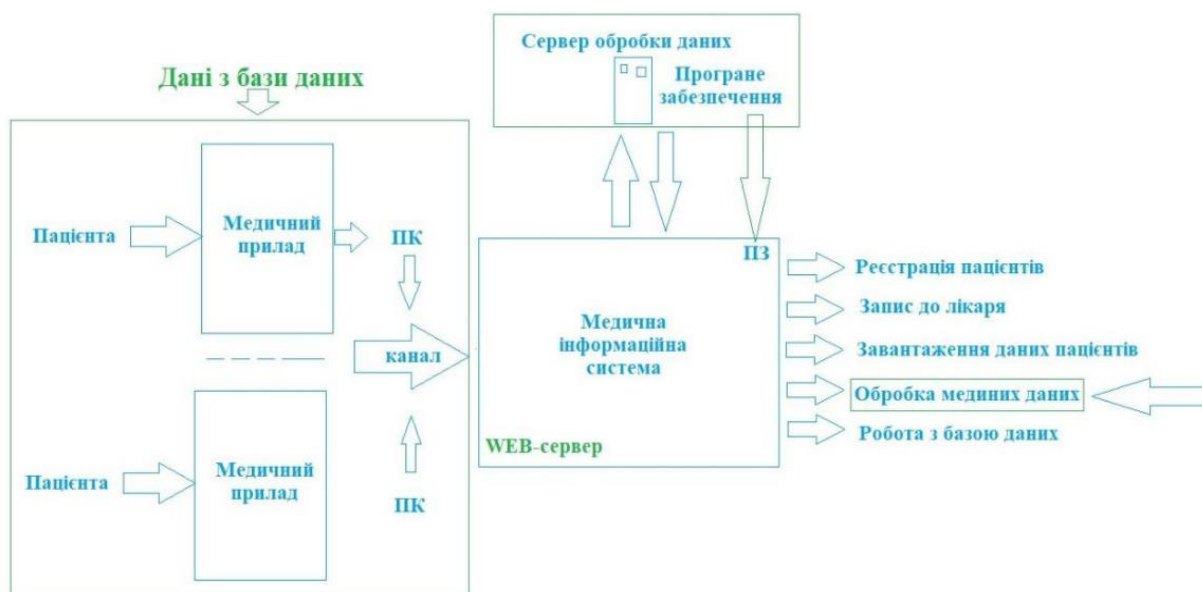 Сервер обробки даних
Програне
забезпечення
Дані з бази даних
Пацієнта
Медичний
прилад
ПК
канал
Пацієнта
Медичний
прилад
ПК
ПЗ
Медична
інформаційна
система
WEB-сервер
Реєстрація пацієнтів
Запис до лікаря
Завантаження даних пацієнтів
Обробка мединих даних
Робота з базою даних